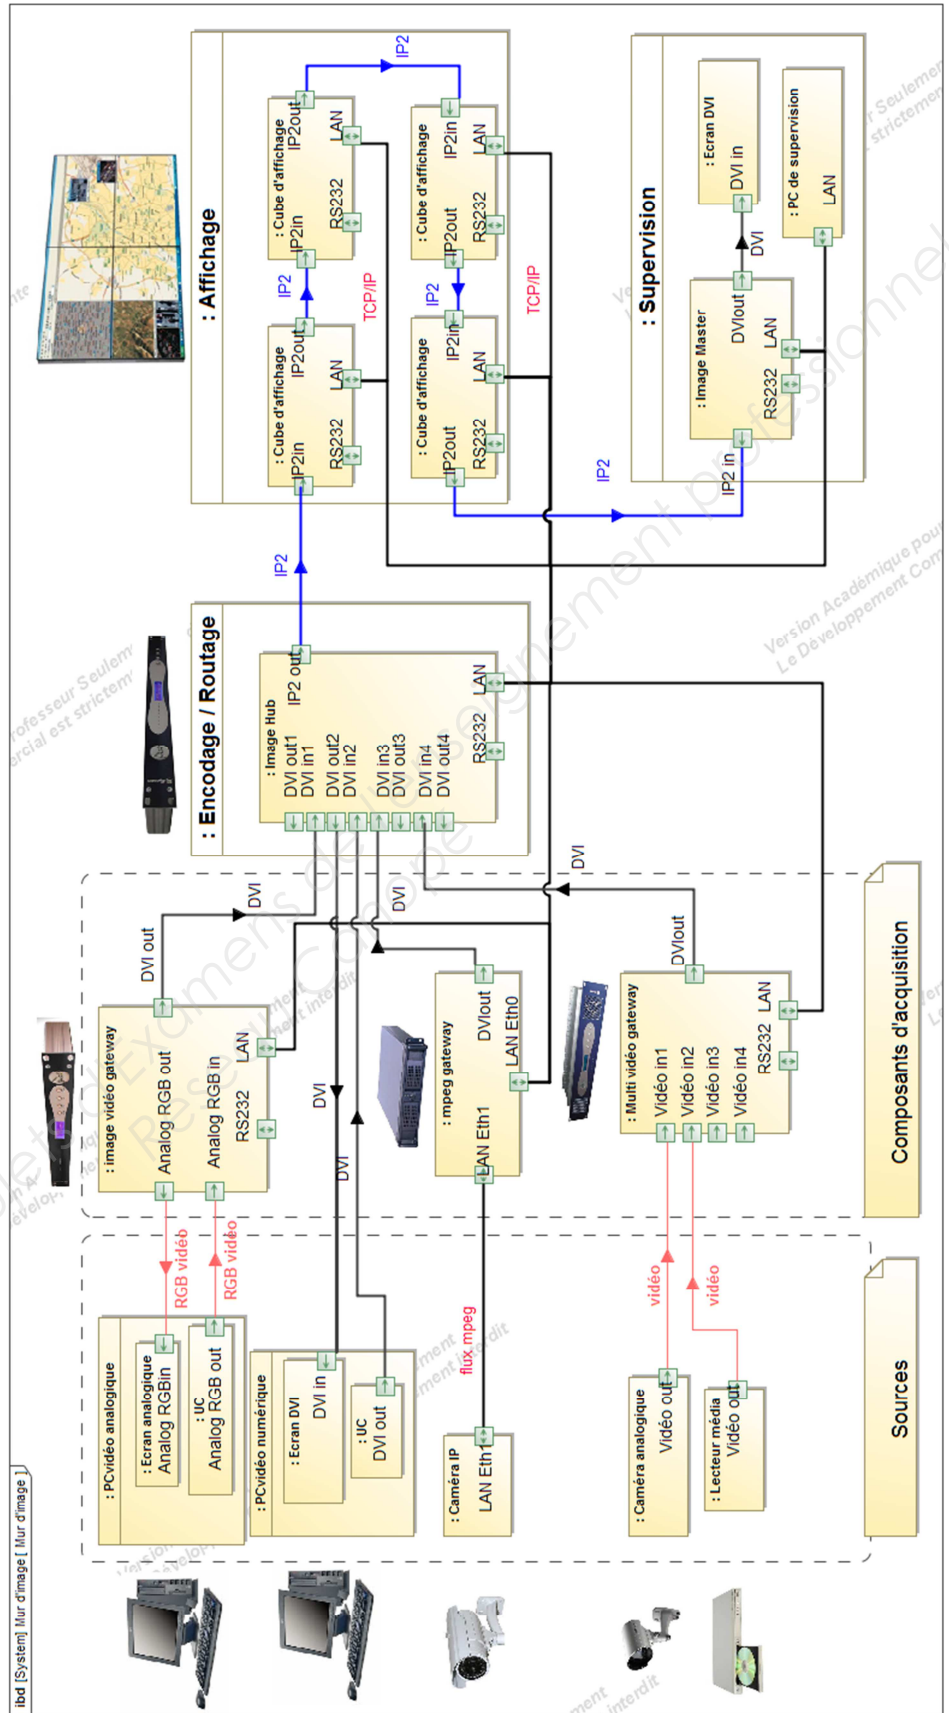 ibd [System] Mur d'image [ Mur d'image ]
: PCvidéo analogique
: Ecran analogique
Analog RGBin
: UC
Analog RGB out
: PCvidéo numérique
: Ecran DVI
DVI in
: UC
DVI out
: Caméra IP
LAN Eth1
: Caméra analogique
Vidéo out
: Lecteur média
Vidéo out
Sources
RGB vidéo
RGB vidéo
DVI
DVI
flux mpeg
vidéo
vidéo
: image vidéo gateway
Analog RGB out
Analog RGB in
RS232
LAN
DVI out
: mpeg gateway
LAN Eth1
DVIout
LAN Eth0
: Multi vidéo gateway
Vidéo in1
Vidéo in2
Vidéo in3
Vidéo in4
RS232
LAN
DVIout
Composants d'acquisition
DVI
DVI
DVI
: Encodage / Routage
: Image Hub
DVI out1
DVI in1
DVI out2
DVI in2
DVI in3
DVI out3
DVI in4
DVI out4
RS232
LAN
IP2 out
IP2
: Affichage
: Cube d'affichage
IP2in
IP2out
RS232
LAN
IP2
: Cube d'affichage
IP2in
IP2out
RS232
LAN
IP2
TCP/IP
: Cube d'affichage
IP2out
IP2in
RS232
LAN
IP2
: Cube d'affichage
IP2out
IP2in
RS232
LAN
TCP/IP
IP2
: Supervision
: Image Master
IP2 in
DVIout
RS232
LAN
DVI
: Ecran DVI
DVI in
: PC de supervision
LAN
Version Académique pour
Le Développement Com